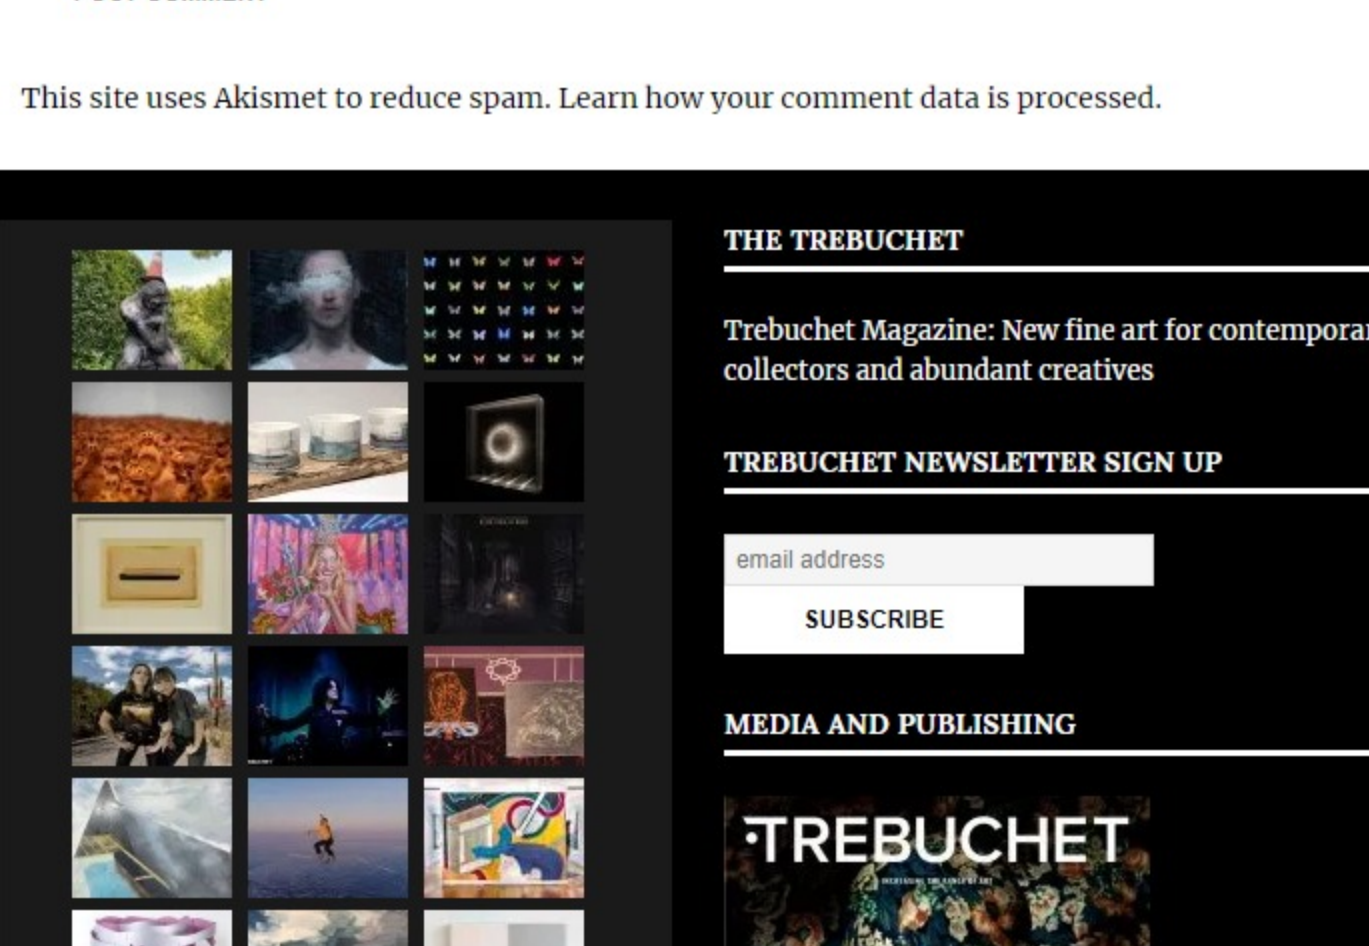 This site uses Akismet to reduce spam. Learn how your comment data is processed.
THE TREBUCHET
Trebuchet Magazine: New fine art for contemporar
collectors and abundant creatives
TREBUCHET NEWSLETTER SIGN UP
email address
SUBSCRIBE
MEDIA AND PUBLISHING
TREBUCHET